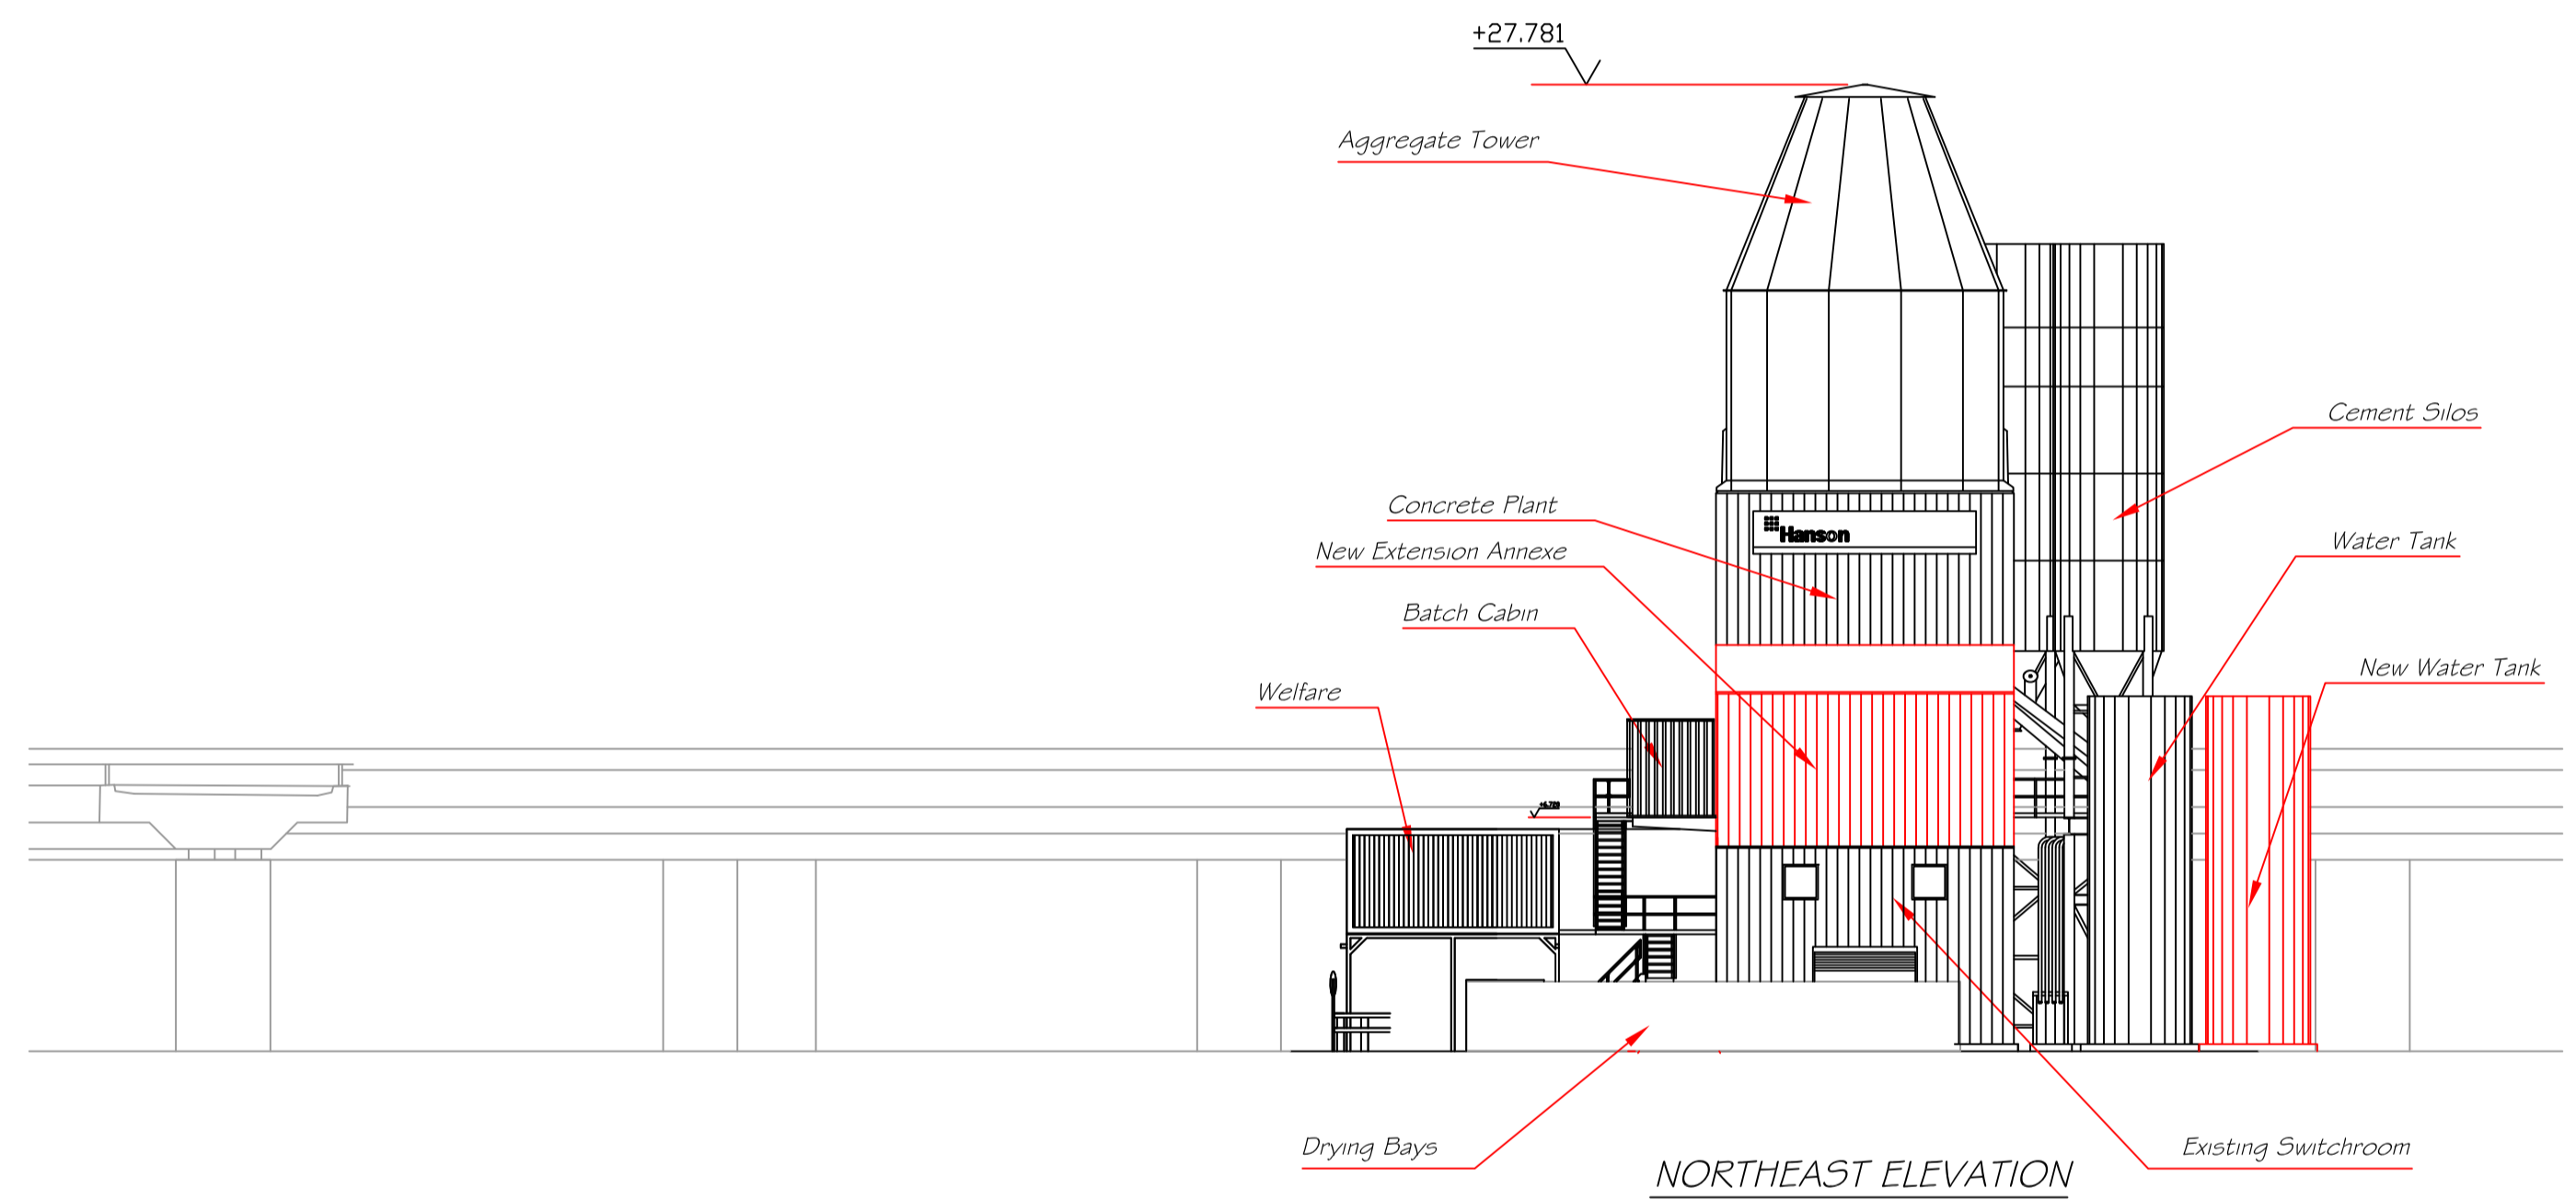 +27.781
Aggregate Tower
Cement Silos
Concrete Plant
Hanson
Water Tank
New Extension Annexe
Batch Cabin
New Water Tank
Welfare
Drying Bays
Existing Switchroom
NORTHEAST ELEVATION